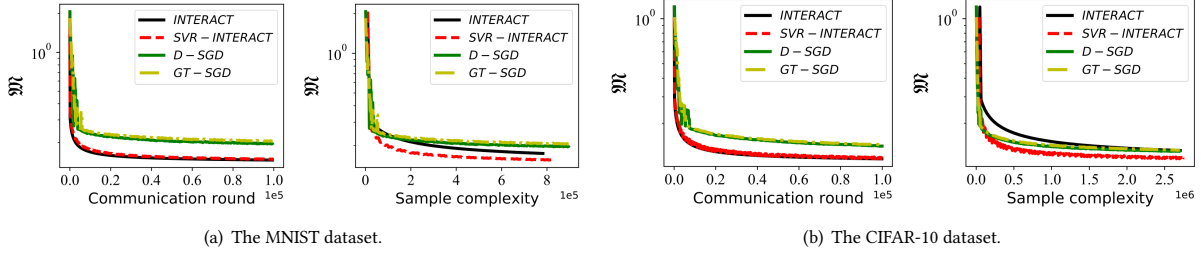 INTERACT
SVR − INTERACT
D − SGD
GT − SGD
10⁰
𝔐
0.0 0.2 0.4 0.6 0.8 1.0
1e5
Communication round
INTERACT
SVR − INTERACT
D − SGD
GT − SGD
10⁰
𝔐
0 2 4 6 8
1e5
Sample complexity
(a) The MNIST dataset.
INTERACT
SVR − INTERACT
D − SGD
GT − SGD
10⁰
𝔐
0.0 0.2 0.4 0.6 0.8 1.0
1e5
Communication round
INTERACT
SVR − INTERACT
D − SGD
GT − SGD
10⁰
𝔐
0.0 0.5 1.0 1.5 2.0 2.5
1e6
Sample complexity
(b) The CIFAR-10 dataset.